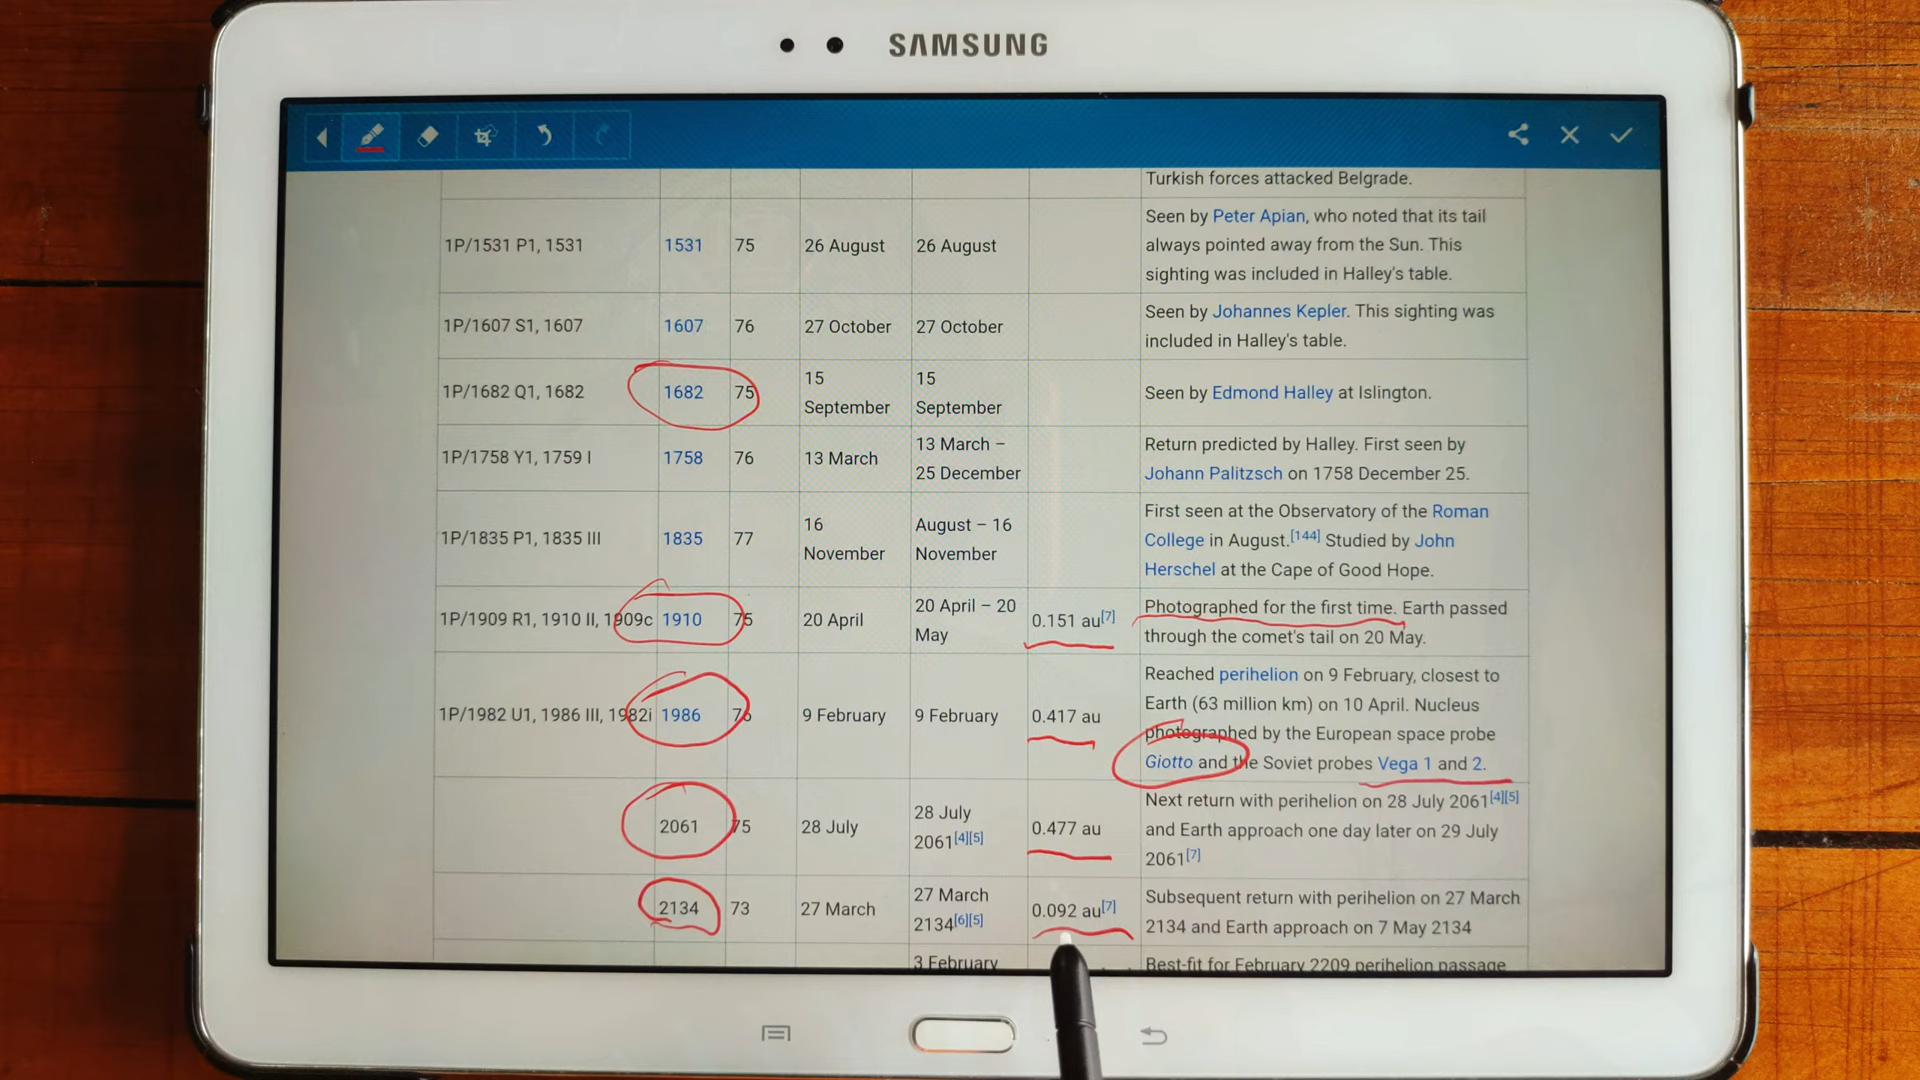 SAMSUNG
Turkish forces attacked Belgrade.
1P/1531 P1, 1531 1531 75 26 August 26 August
Seen by Peter Apian, who noted that its tail
always pointed away from the Sun. This
sighting was included in Halley's table.
1P/1607 S1, 1607 1607 76 27 October 27 October
Seen by Johannes Kepler. This sighting was
included in Halley's table.
1P/1682 Q1, 1682 1682 75
15
September
15
September
Seen by Edmond Halley at Islington.
1P/1758 Y1, 1759 I 1758 76 13 March
13 March –
25 December
Return predicted by Halley. First seen by
Johann Palitzsch on 1758 December 25.
1P/1835 P1, 1835 III 1835 77
16
November
August – 16
November
First seen at the Observatory of the Roman
College in August.[144] Studied by John
Herschel at the Cape of Good Hope.
1P/1909 R1, 1910 II, 1909c 1910 75 20 April
20 April – 20
May
0.151 au[7]
Photographed for the first time. Earth passed
through the comet's tail on 20 May.
1P/1982 U1, 1986 III, 1982i 1986 76 9 February 9 February 0.417 au
Reached perihelion on 9 February, closest to
Earth (63 million km) on 10 April. Nucleus
photographed by the European space probe
Giotto and the Soviet probes Vega 1 and 2.
2061 75 28 July
28 July
2061[4][5]
0.477 au
Next return with perihelion on 28 July 2061[4][5]
and Earth approach one day later on 29 July
2061[7]
2134 73 27 March
27 March
2134[6][5]
0.092 au[7]
Subsequent return with perihelion on 27 March
2134 and Earth approach on 7 May 2134
3 February
Best-fit for February 2209 perihelion passage